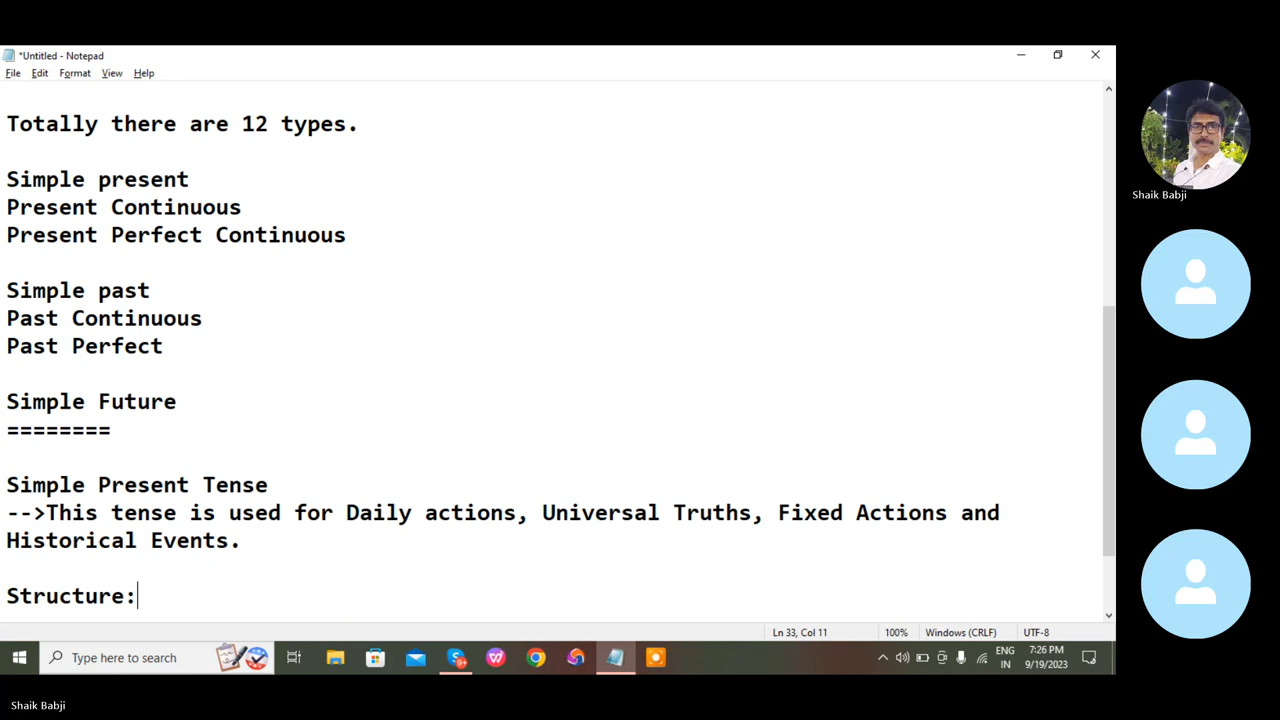 *Untitled - Notepad
File Edit Format View Help
Totally there are 12 types.
Simple present
Present Continuous
Present Perfect Continuous
Simple past
Past Continuous
Past Perfect
Simple Future
========
Simple Present Tense
-->This tense is used for Daily actions, Universal Truths, Fixed Actions and
Historical Events.
Structure:
Ln 33, Col 11 100% Windows (CRLF) UTF-8
Type here to search
ENG
IN
7:26 PM
9/19/2023
Shaik Babji
Shaik Babji